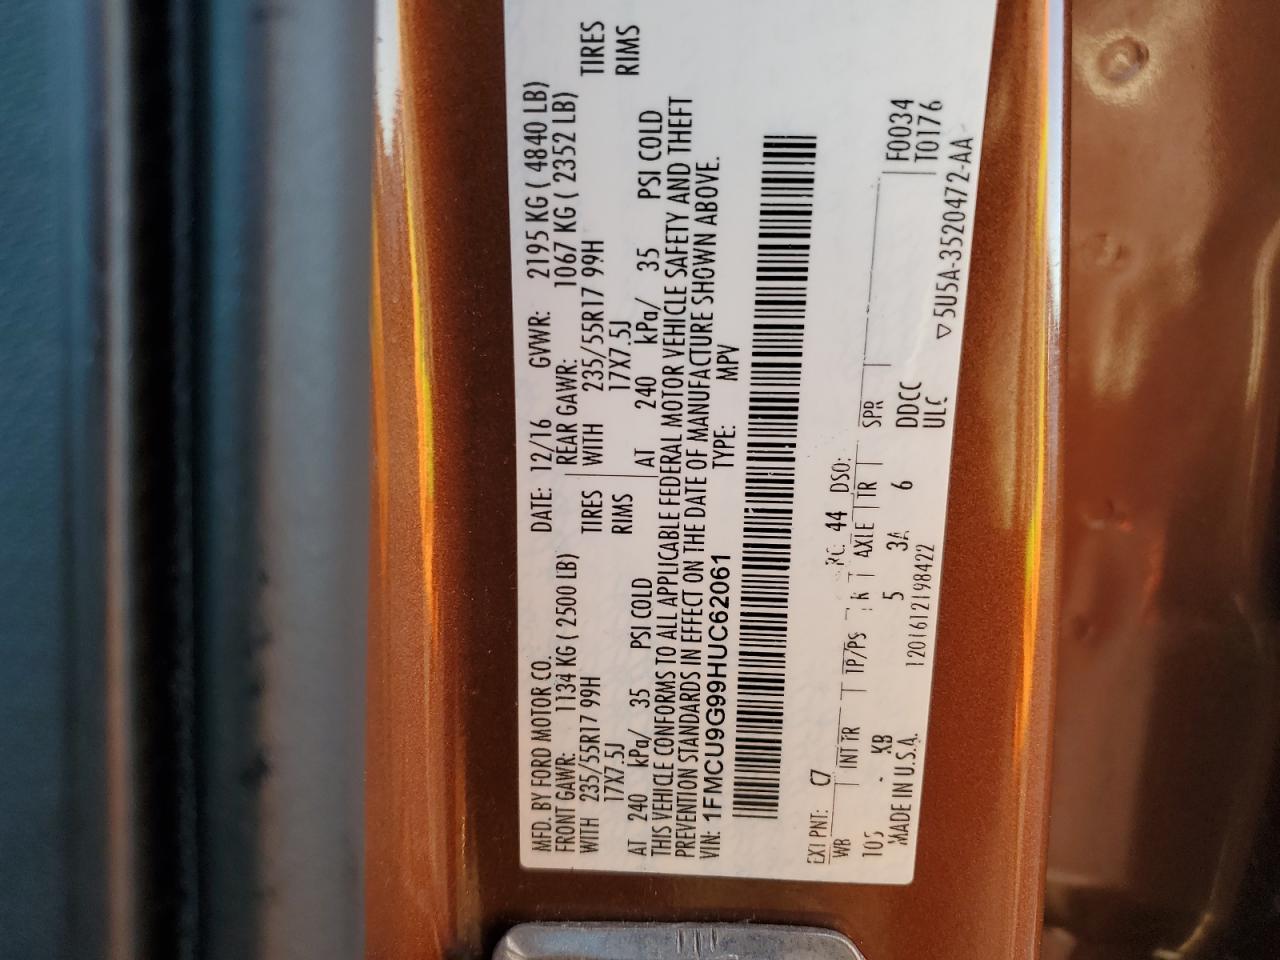 MFD. BY FORD MOTOR CO. DATE: 12/16 GVWR: 2195 KG ( 4840 LB)
FRONT GAWR: 1134 KG ( 2500 LB) REAR GAWR: 1067 KG ( 2352 LB)
WITH 235/55R17 99H TIRES WITH 235/55R17 99H TIRES
17X7.5J RIMS 17X7.5J RIMS
AT 240 kPa/ 35 PSI COLD AT 240 kPa/ 35 PSI COLD
THIS VEHICLE CONFORMS TO ALL APPLICABLE FEDERAL MOTOR VEHICLE SAFETY AND THEFT
PREVENTION STANDARDS IN EFFECT ON THE DATE OF MANUFACTURE SHOWN ABOVE.
VIN: 1FMCU9G99HUC62061 TYPE: MPV
EXT PNT: C7 RC: 44 DSO:
WB INT TR TP/PS R T AXLE TR SPR F0034
105 - XB 5 3A 6 DDCC T0176
MADE IN U.S.A. 1201612198422 ULC
▽5U5A-3520472-AA